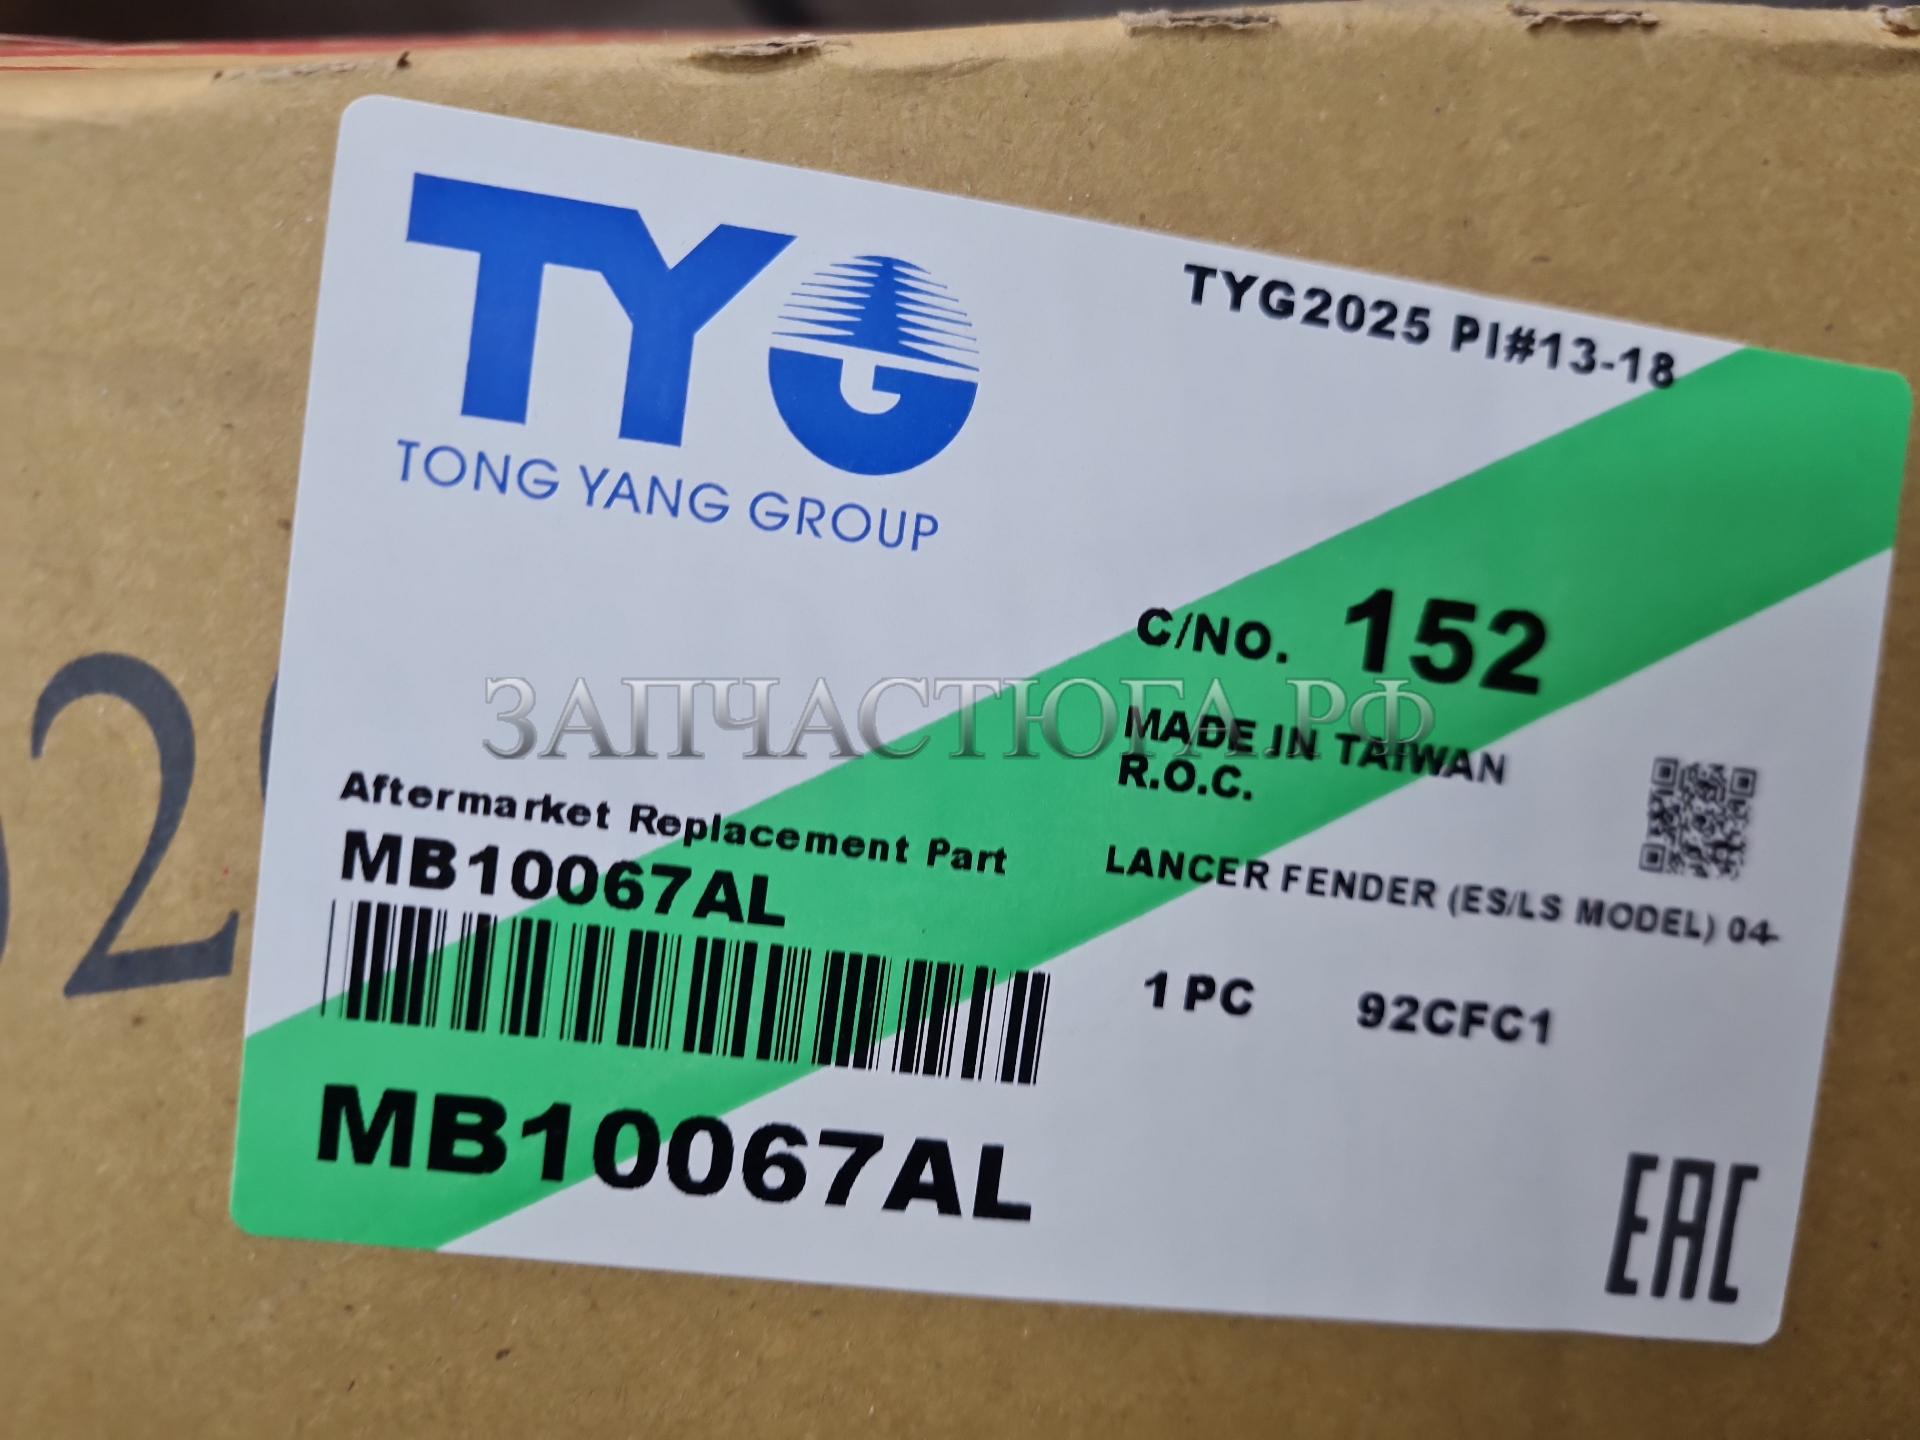 TYG
TONG YANG GROUP
TYG2025 PI#13-18
C/NO. 152
MADE IN TAIWAN
R.O.C.
ЗАПЧАСТЮГА.РФ
Aftermarket Replacement Part
MB10067AL
LANCER FENDER (ES/LS MODEL) 04-
1 PC 92CFC1
MB10067AL
EAC